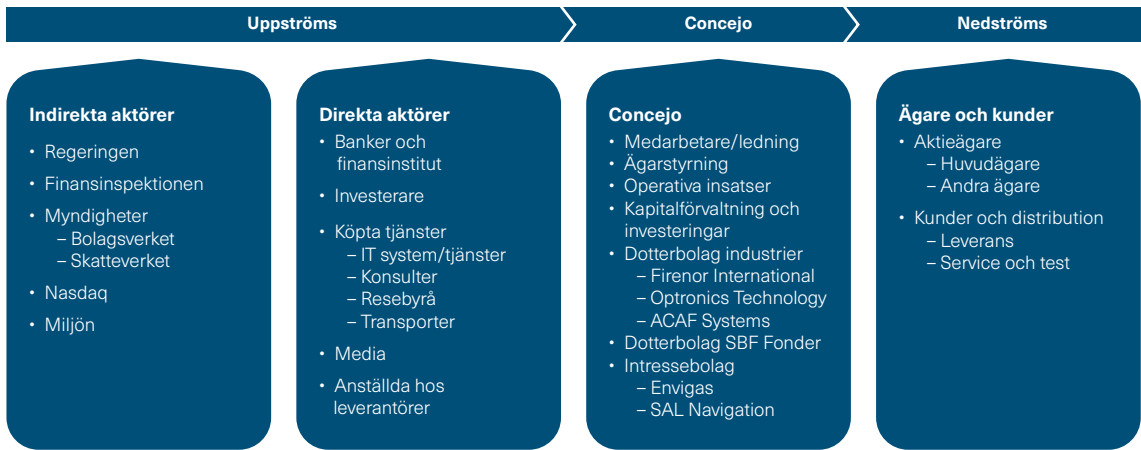 Uppströms
Concejo
Nedströms
Indirekta aktörer
• Regeringen
• Finansinspektionen
• Myndigheter
– Bolagsverket
– Skatteverket
• Nasdaq
• Miljön
Direkta aktörer
• Banker och
finansinstitut
• Investerare
• Köpta tjänster
– IT system/tjänster
– Konsulter
– Resebyrå
– Transporter
• Media
• Anställda hos
leverantörer
Concejo
• Medarbetare/ledning
• Ägarstyrning
• Operativa insatser
• Kapitalförvaltning och
investeringar
• Dotterbolag industrier
– Firenor International
– Optronics Technology
– ACAF Systems
• Dotterbolag SBF Fonder
• Intressebolag
– Envigas
– SAL Navigation
Ägare och kunder
• Aktieägare
– Huvudägare
– Andra ägare
• Kunder och distribution
– Leverans
– Service och test